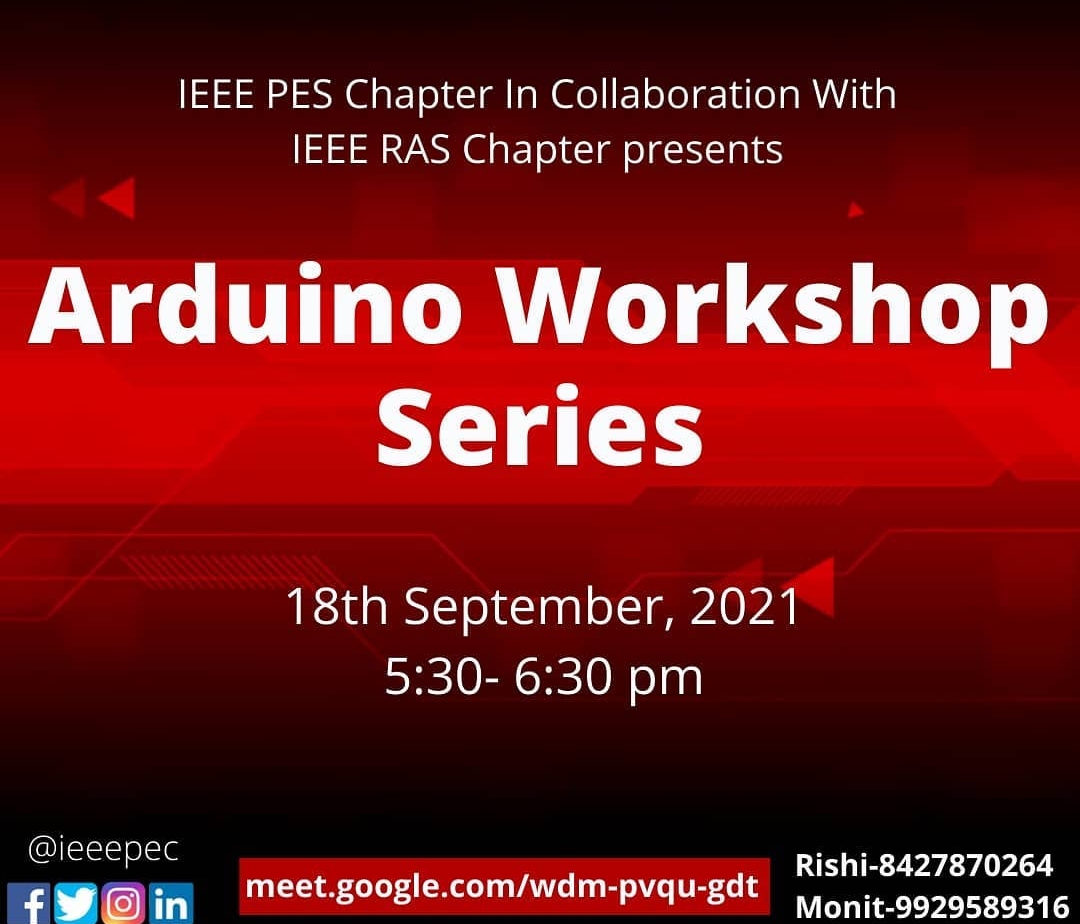 IEEE PES Chapter In Collaboration With
IEEE RAS Chapter presents
Arduino Workshop
Series
18th September, 2021
5:30- 6:30 pm
@ieeepec
f in
meet.google.com/wdm-pvqu-gdt
Rishi-8427870264
Monit-9929589316